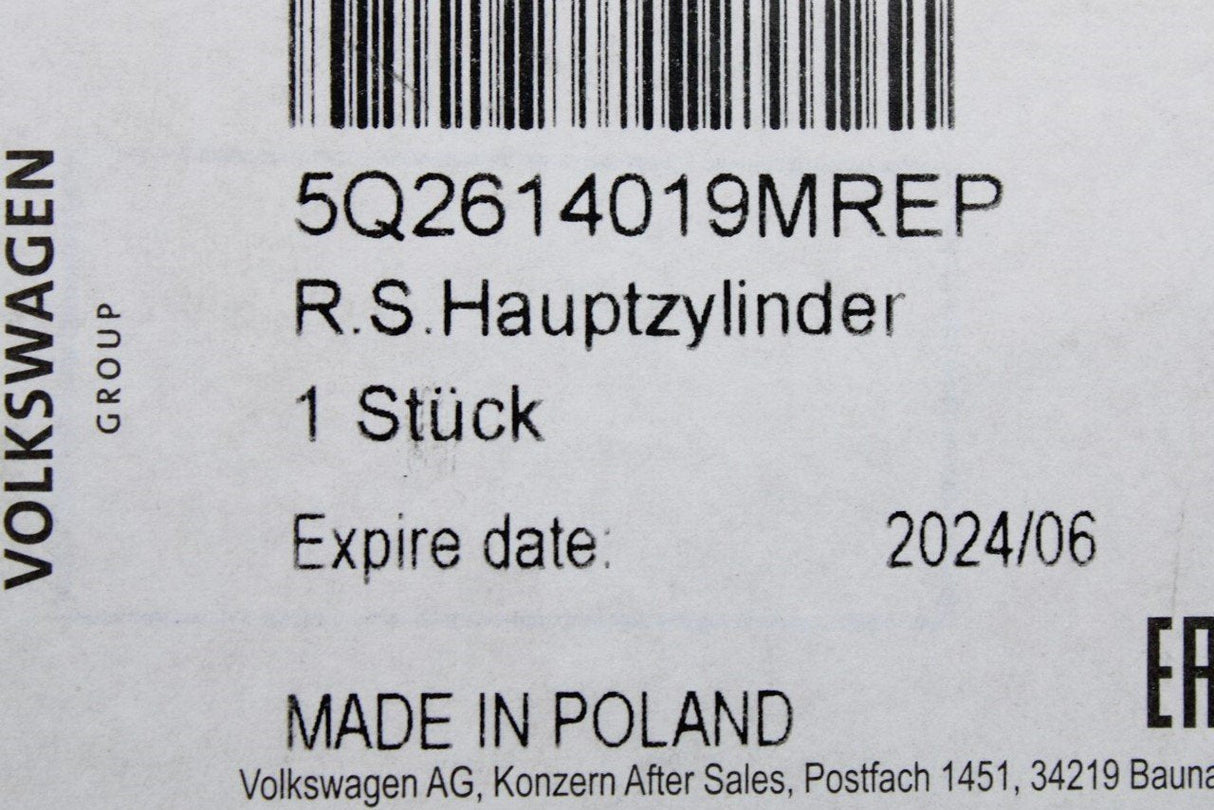 VOLKSWAGEN
GROUP
5Q2614019MREP
R.S.Hauptzylinder
1 Stück
Expire date: 2024/06
MADE IN POLAND
Volkswagen AG, Konzern After Sales, Postfach 1451, 34219